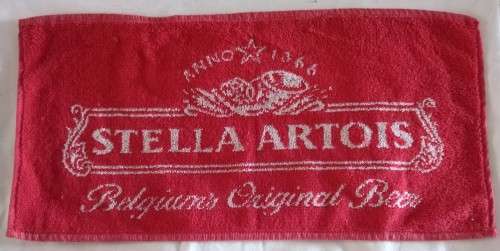 ANNO 1366
STELLA ARTOIS
Belgium's Original Beer